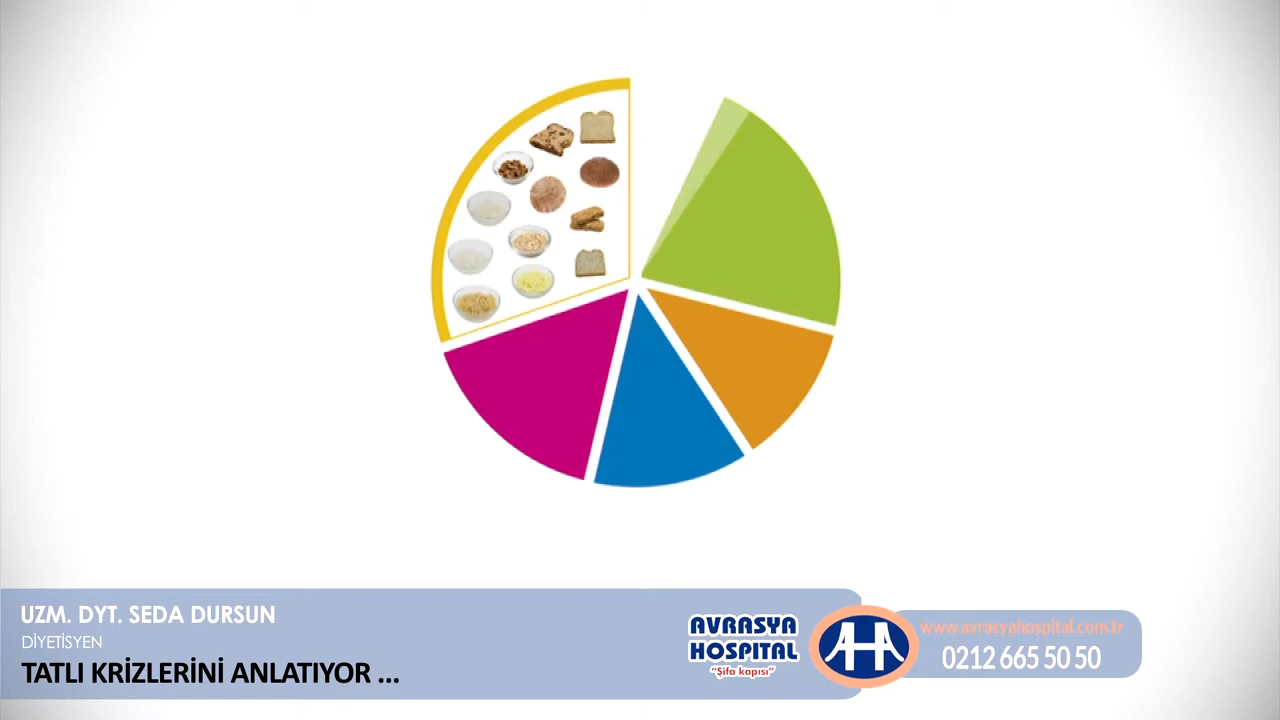 UZM. DYT. SEDA DURSUN
DİYETİSYEN
TATLI KRİZLERİNİ ANLATIYOR ...
AVRASYA
HOSPITAL
"Şifa kapısı"
AHA
www.avrasyahospital.com.tr
0212 665 50 50